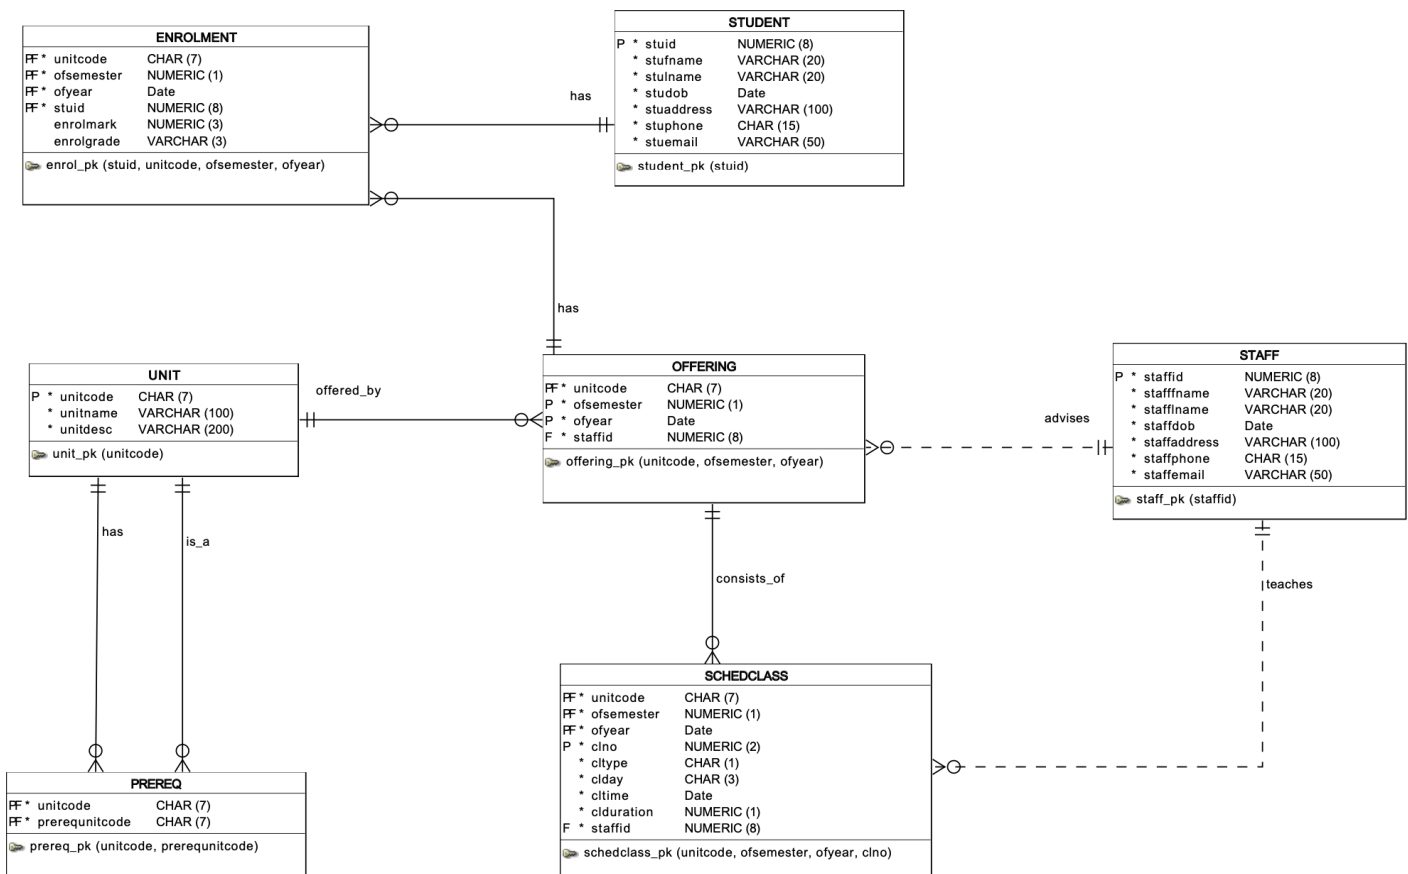 ENROLMENT
PF * unitcode CHAR (7)
PF * ofsemester NUMERIC (1)
PF * ofyear Date
PF * stuid NUMERIC (8)
enrolmark NUMERIC (3)
enrolgrade VARCHAR (3)
enrol_pk (stuid, unitcode, ofsemester, ofyear)
has
STUDENT
P * stuid NUMERIC (8)
* stufname VARCHAR (20)
* stulname VARCHAR (20)
* studob Date
* stuaddress VARCHAR (100)
* stuphone CHAR (15)
* stuemail VARCHAR (50)
student_pk (stuid)
has
UNIT
P * unitcode CHAR (7)
* unitname VARCHAR (100)
* unitdesc VARCHAR (200)
unit_pk (unitcode)
offered_by
OFFERING
PF * unitcode CHAR (7)
P * ofsemester NUMERIC (1)
P * ofyear Date
F * staffid NUMERIC (8)
offering_pk (unitcode, ofsemester, ofyear)
advises
STAFF
P * staffid NUMERIC (8)
* stafffname VARCHAR (20)
* stafflname VARCHAR (20)
* staffdob Date
* staffaddress VARCHAR (100)
* staffphone CHAR (15)
* staffemail VARCHAR (50)
staff_pk (staffid)
has
is_a
consists_of
teaches
PREREQ
PF * unitcode CHAR (7)
PF * prerequnitcode CHAR (7)
prereq_pk (unitcode, prerequnitcode)
SCHEDCLASS
PF * unitcode CHAR (7)
PF * ofsemester NUMERIC (1)
PF * ofyear Date
P * clno NUMERIC (2)
* cltype CHAR (1)
* clday CHAR (3)
* cltime Date
* clduration NUMERIC (1)
F * staffid NUMERIC (8)
schedclass_pk (unitcode, ofsemester, ofyear, clno)